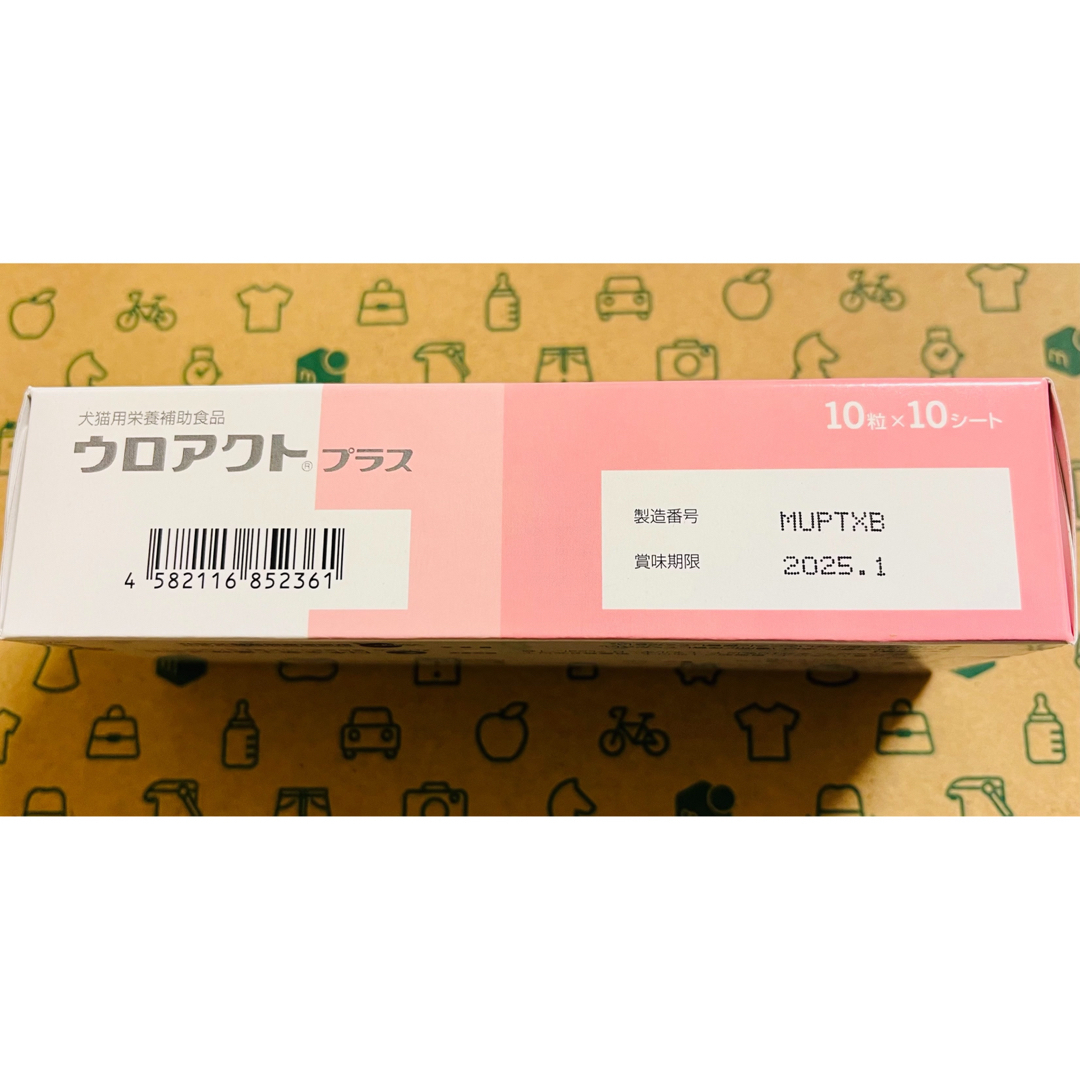 犬猫用栄養補助食品
ウロアクト® プラス
4 582116 852361
10粒×10シート
製造番号 MUPTXB
賞味期限 2025.1